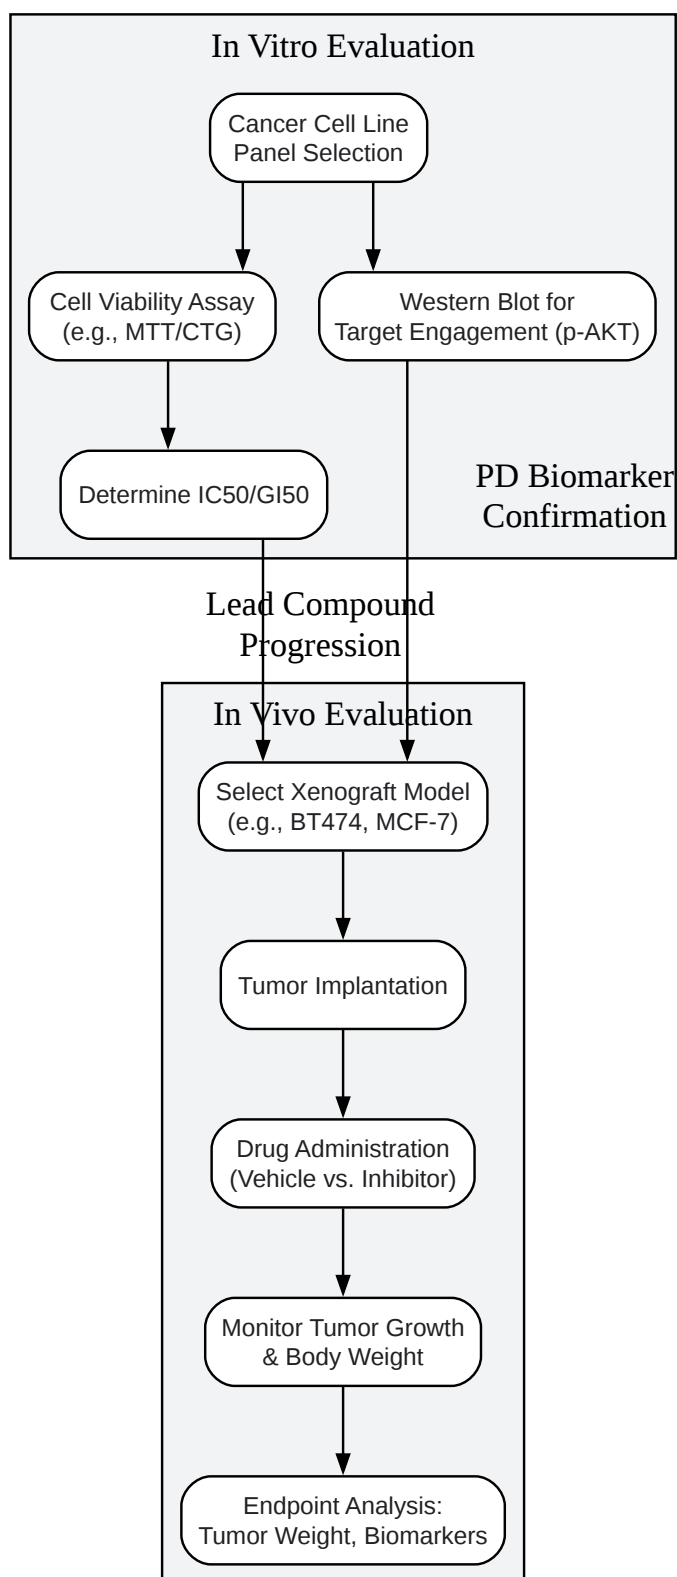 In Vitro Evaluation
Cancer Cell Line
Panel Selection
Cell Viability Assay
(e.g., MTT/CTG)
Western Blot for
Target Engagement (p-AKT)
Determine IC50/GI50
PD Biomarker
Confirmation
Lead Compound
Progression
In Vivo Evaluation
Select Xenograft Model
(e.g., BT474, MCF-7)
Tumor Implantation
Drug Administration
(Vehicle vs. Inhibitor)
Monitor Tumor Growth
& Body Weight
Endpoint Analysis:
Tumor Weight, Biomarkers